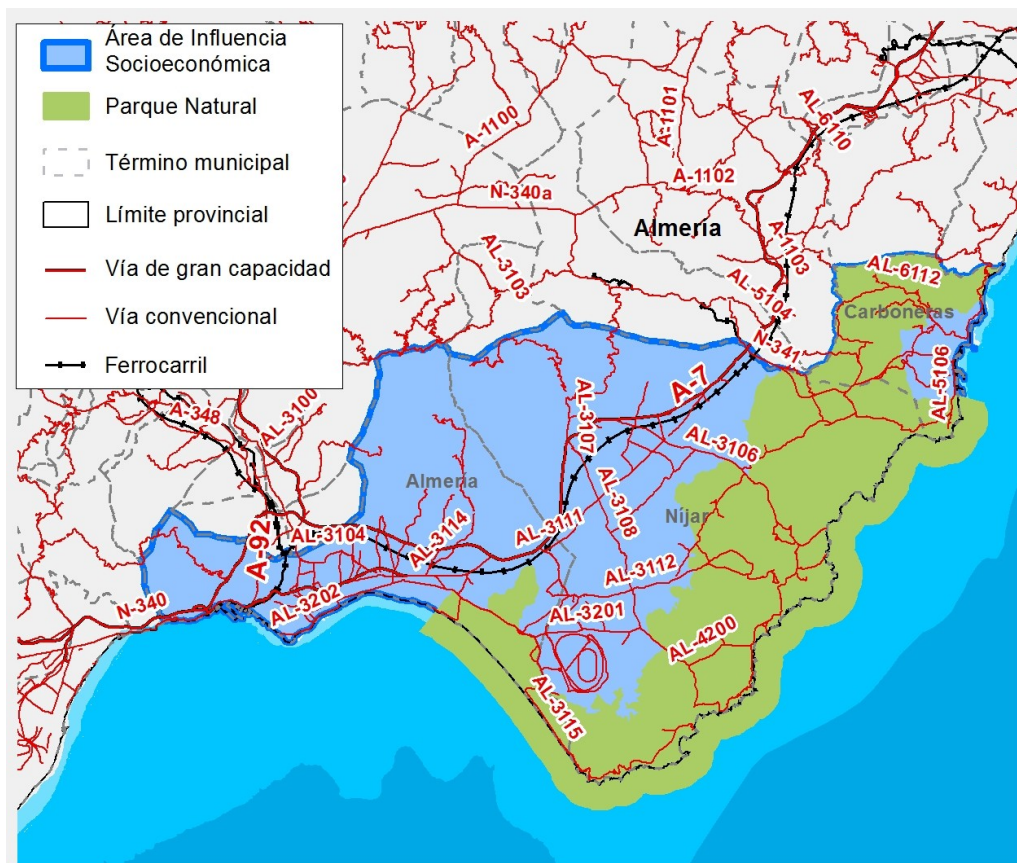 Área de Influencia
Socioeconómica
Parque Natural
Término municipal
Límite provincial
Vía de gran capacidad
Vía convencional
Ferrocarril
A-1100
A-1101
AL-6110
A-1102
N-340a
Almería
A-1103
AL-3103
AL-6112
AL-5104
Carboneras
N-341
AL-5106
A-7
A-348
AL-3100
AL-3107
AL-3106
Almería
AL-3108
Níjar
A-92
AL-3104
AL-3114
AL-3111
AL-3112
N-340
AL-3202
AL-3201
AL-4200
AL-3115